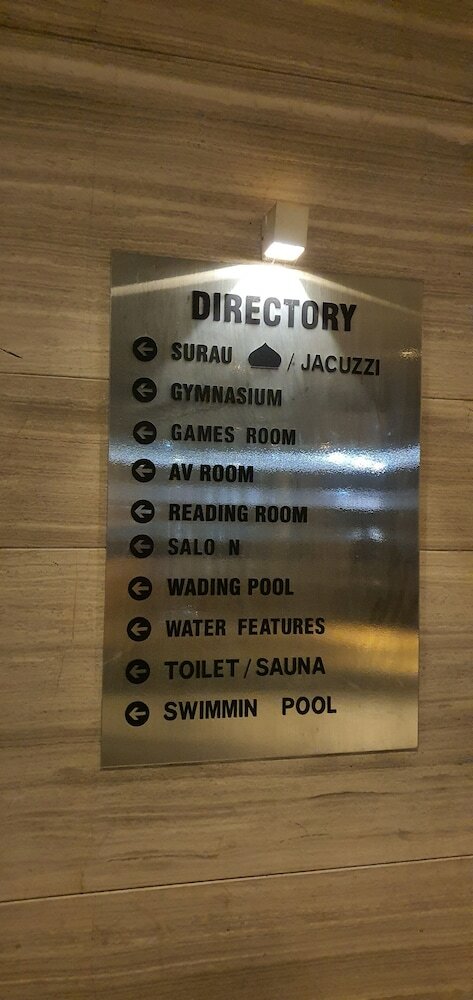 DIRECTORY
SURAU / JACUZZI
GYMNASIUM
GAMES ROOM
AV ROOM
READING ROOM
SALO N
WADING POOL
WATER FEATURES
TOILET / SAUNA
SWIMMIN POOL